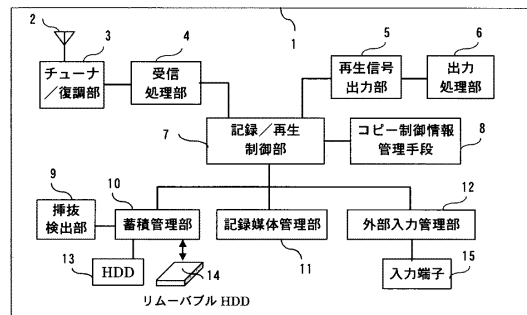 1
2
3
チューナ
/復調部
4
受信
処理部
5
再生信号
出力部
6
出力
処理部
7
記録/再生
制御部
コピー制御情報
管理手段
8
9
挿抜
検出部
10
蓄積管理部
記録媒体管理部
11
12
外部入力管理部
13
HDD
14
リムーバブル HDD
入力端子
15